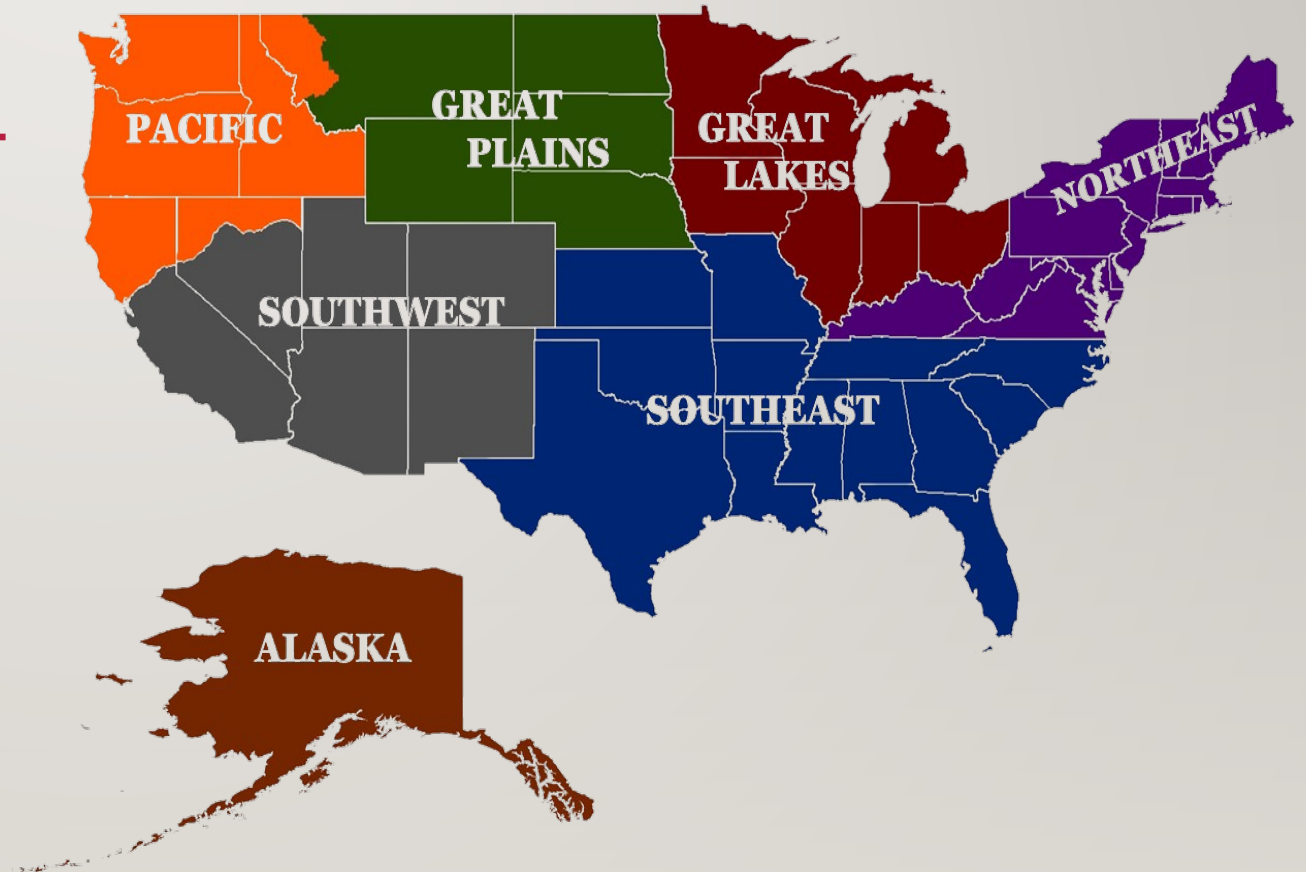 PACIFIC
GREAT
PLAINS
GREAT
LAKES
NORTHEAST
SOUTHWEST
SOUTHEAST
ALASKA